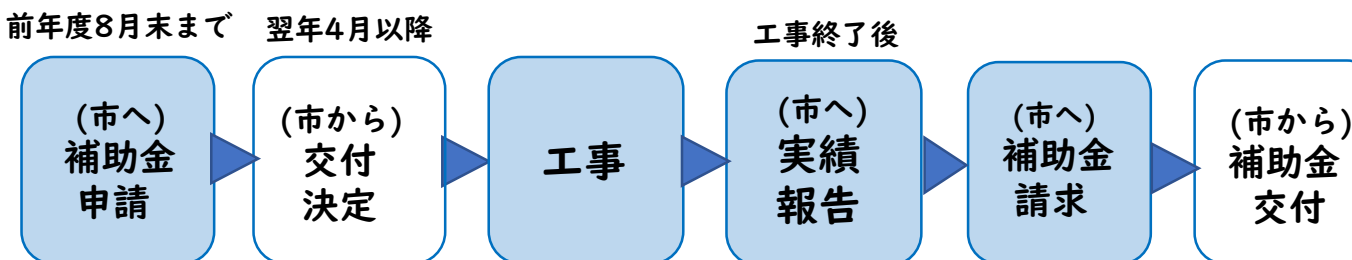 前年度8月末まで
翌年4月以降
工事終了後
(市へ)
補助金
申請
(市から)
交付
決定
工事
(市へ)
実績
報告
(市へ)
補助金
請求
(市から)
補助金
交付